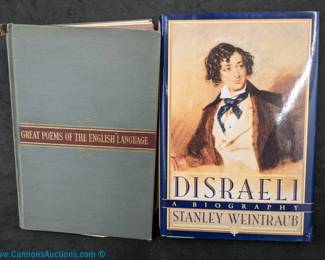 GREAT POEMS OF THE ENGLISH LANGUAGE
DISRAELI
A BIOGRAPHY
STANLEY WEINTRAUB
www.CannonsAuctions.com ©